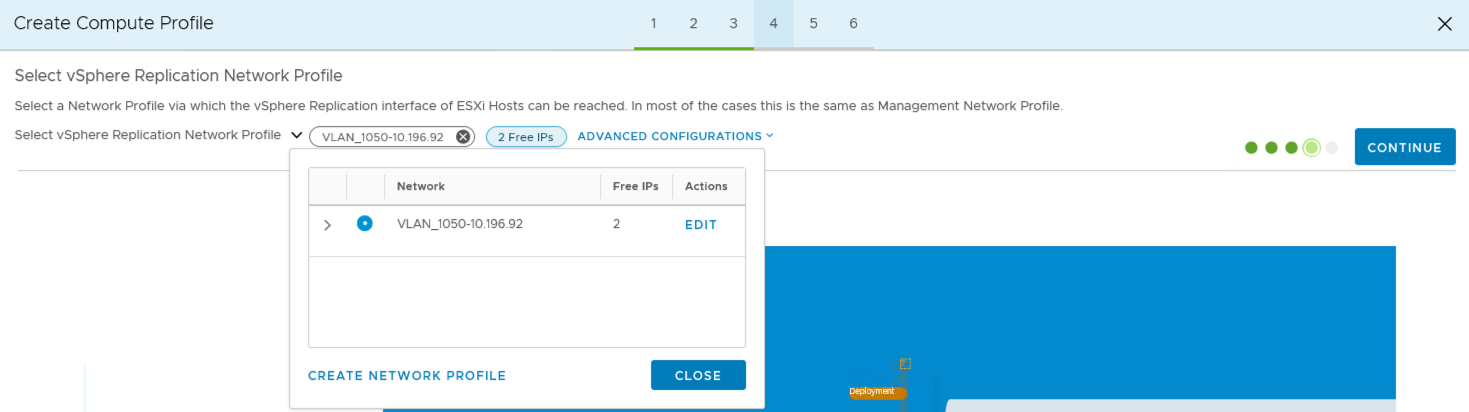 Create Compute Profile 1 2 3 4 5 6
Select vSphere Replication Network Profile
Select a Network Profile via which the vSphere Replication interface of ESXi Hosts can be reached. In most of the cases this is the same as Management Network Profile.
Select vSphere Replication Network Profile VLAN_1050-10.196.92 2 Free IPs ADVANCED CONFIGURATIONS
CONTINUE
Network Free IPs Actions
VLAN_1050-10.196.92 2 EDIT
CREATE NETWORK PROFILE CLOSE
Deployment